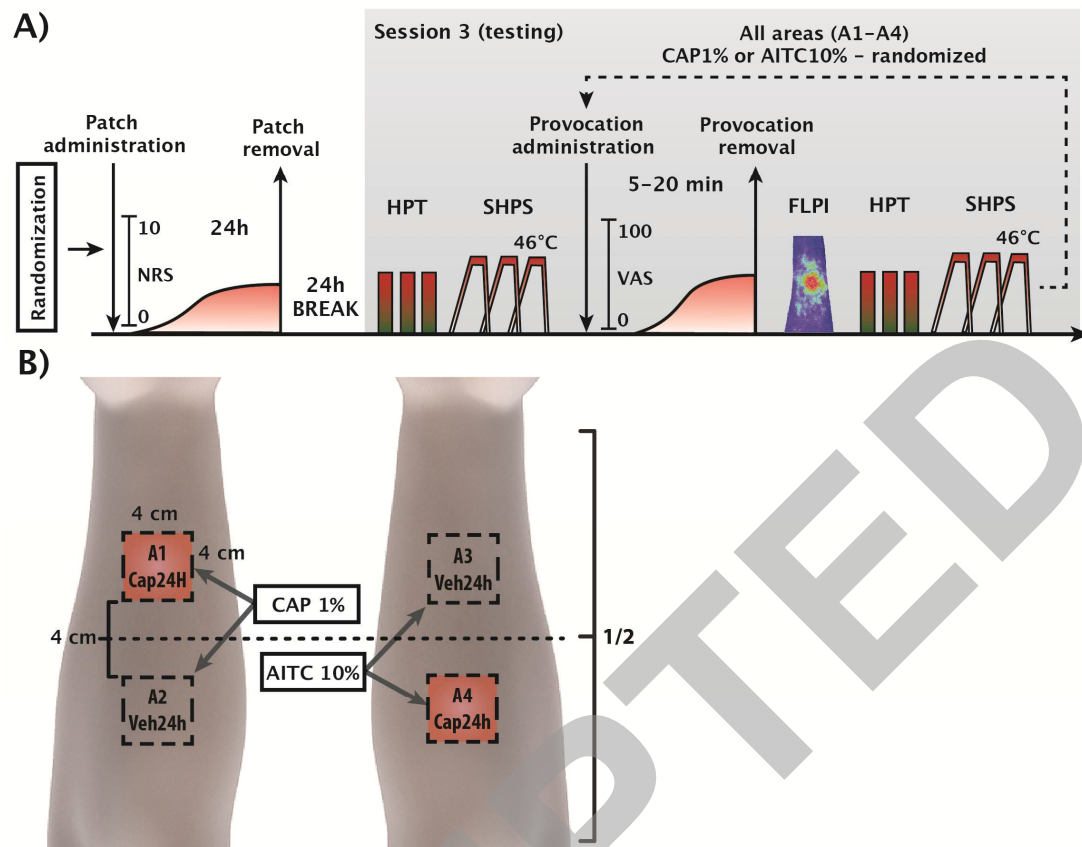 A)
Session 3 (testing)
All areas (A1–A4)
CAP1% or AITC10% – randomized
Patch
administration
Patch
removal
Provocation
administration
Provocation
removal
5–20 min
Randomization
10
NRS
0
24h
24h
BREAK
HPT
SHPS
46°C
100
VAS
0
FLPI
HPT
SHPS
46°C
B)
4 cm
4 cm
A1
Cap24H
4 cm
A2
Veh24h
CAP 1%
AITC 10%
A3
Veh24h
A4
Cap24h
1/2
PTED